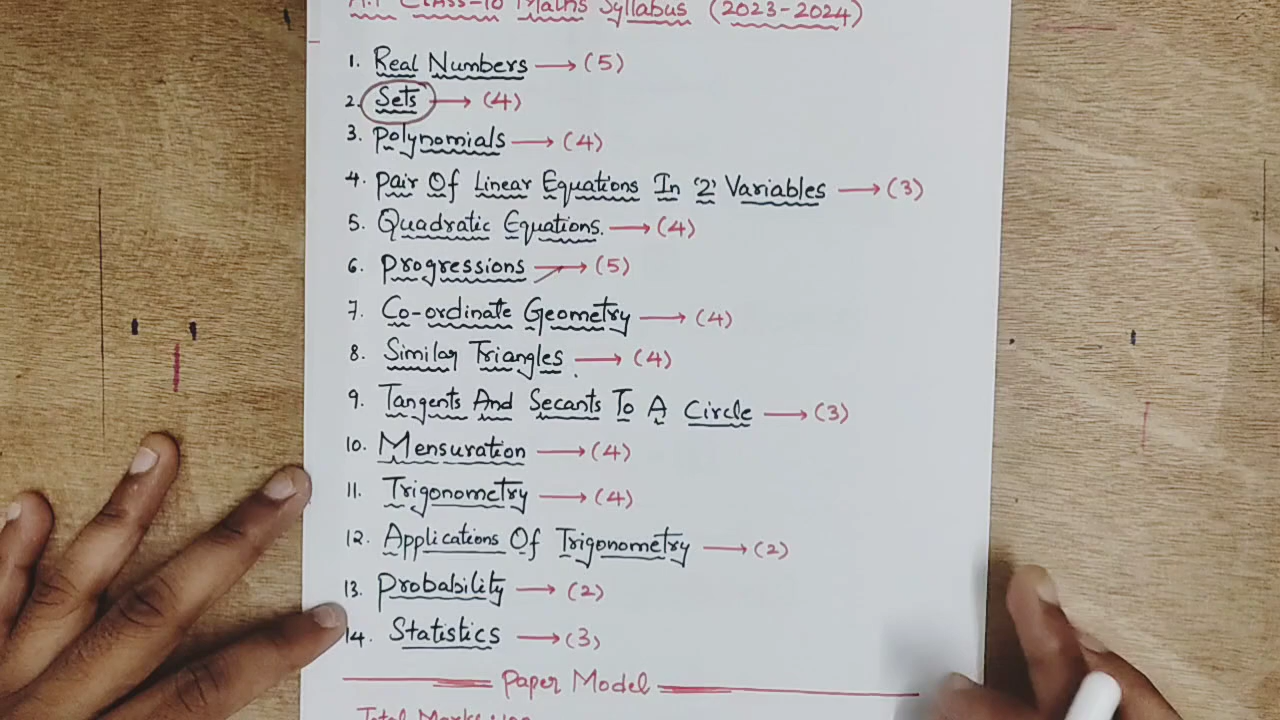 A.P CLASS-10 Maths Syllabus (2023-2024)
1. Real Numbers → (5)
2. Sets → (4)
3. Polynomials → (4)
4. Pair Of Linear Equations In '2' Variables → (3)
5. Quadratic Equations. → (4)
6. Progressions → (5)
7. Co-ordinate Geometry → (4)
8. Similar Triangles → (4)
9. Tangents And Secants To A Circle → (3)
10. Mensuration → (4)
11. Trigonometry → (4)
12. Applications Of Trigonometry → (2)
13. Probability → (2)
14. Statistics → (3)
Paper Model
Total Marks